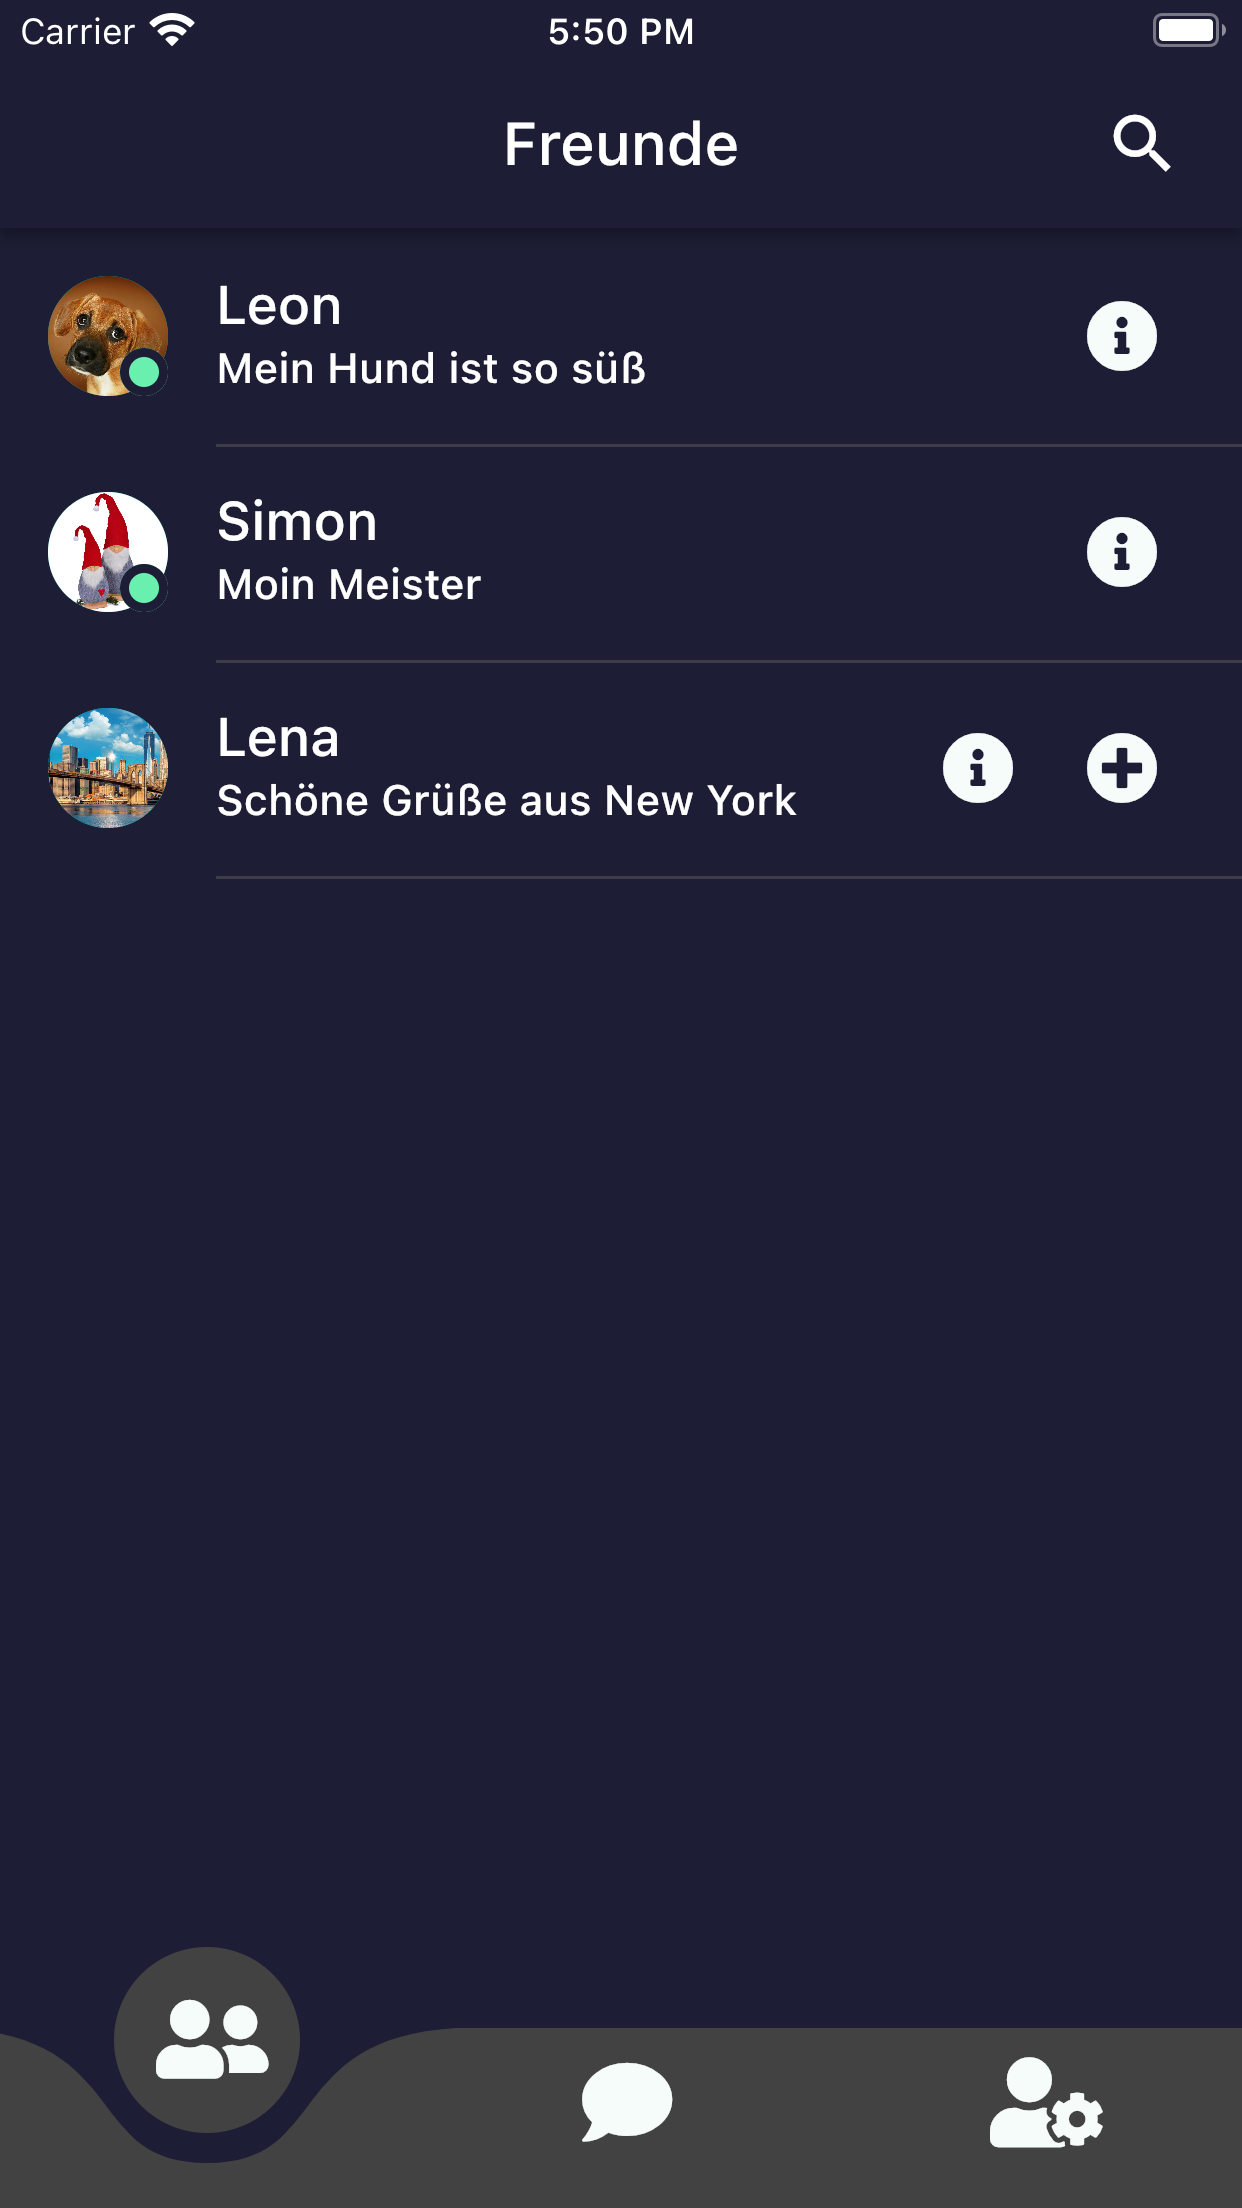 Carrier 5:50 PM
Freunde
Leon
Mein Hund ist so süß
Simon
Moin Meister
Lena
Schöne Grüße aus New York